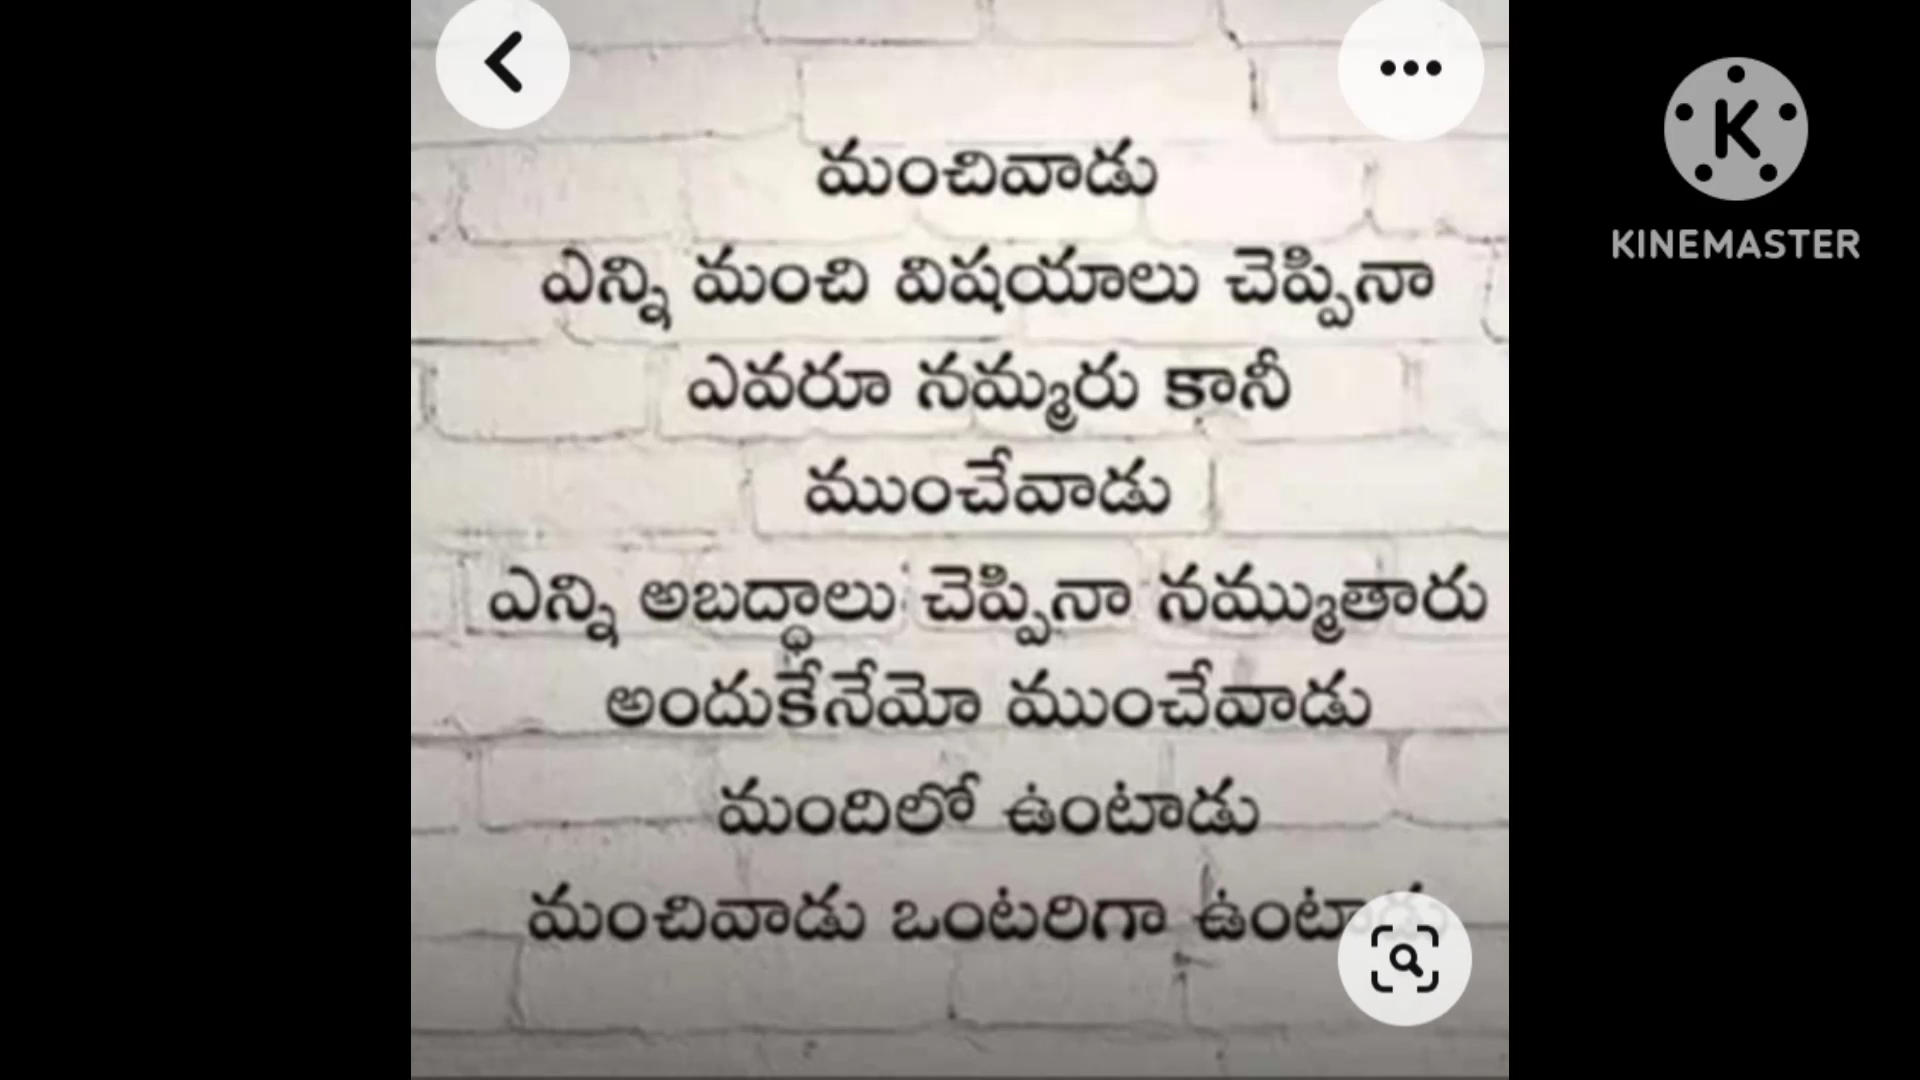 మంచివాడు
ఎన్ని మంచి విషయాలు చెప్పినా
ఎవరూ నమ్మరు కానీ
ముంచేవాడు
ఎన్ని అబద్ధాలు చెప్పినా నమ్ముతారు
అందుకేనేమో ముంచేవాడు
మందిలో ఉంటాడు
మంచివాడు ఒంటరిగా ఉంటాడు
K
KINEMASTER